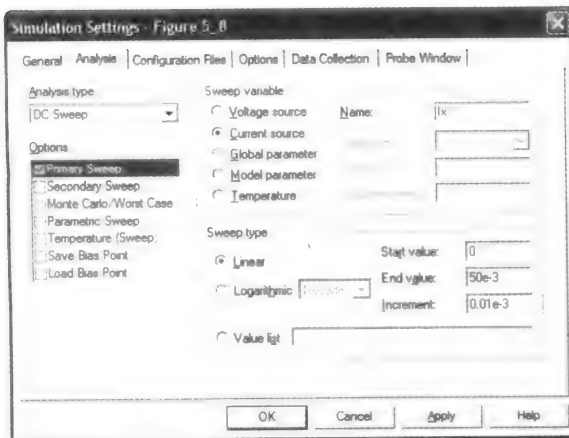 Simulation Settings - Figure 5_8
General Analysis Configuration Files Options Data Collection Probe Window
Analysis type
DC Sweep
Options
Primary Sweep
Secondary Sweep
Monte Carlo/Worst Case
Parametric Sweep
Temperature (Sweep)
Save Bias Point
Load Bias Point
Sweep variable
Voltage source
Current source
Global parameter
Model parameter
Temperature
Name: Ix
Sweep type
Linear
Logarithmic
Value list
Start value: 0
End value: 50e-3
Increment: 0.01e-3
OK Cancel Apply Help